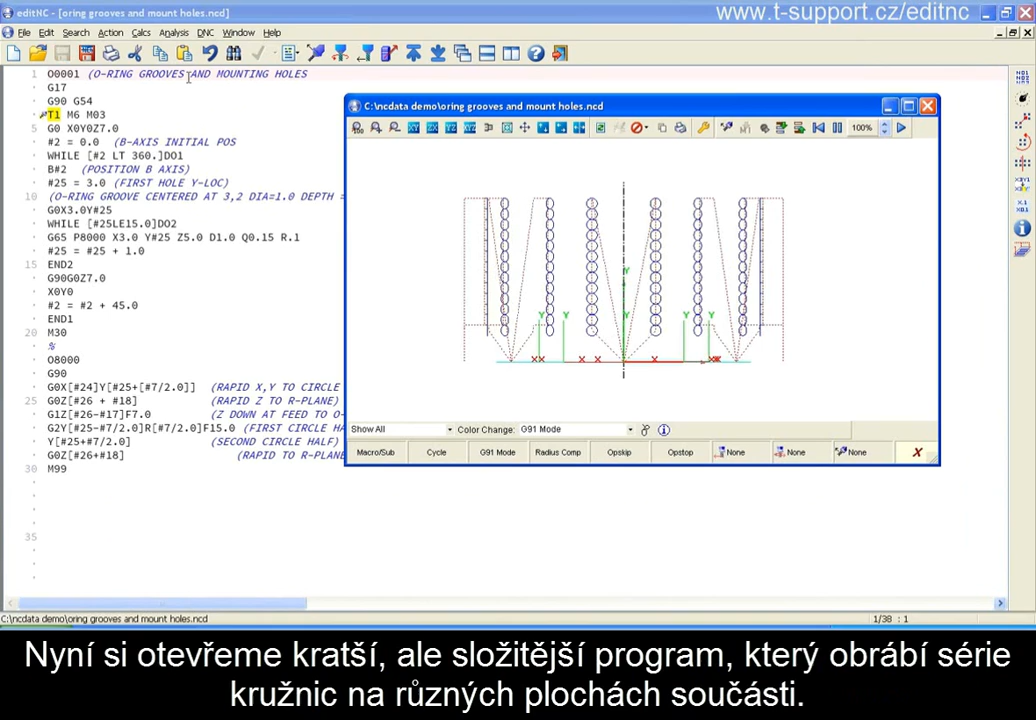 editNC - [oring grooves and mount holes.ncd]
www.t-support.cz/editnc
File Edit Search Action Calcs Analysis DNC Window Help
1 O0001 (O-RING GROOVES AND MOUNTING HOLES
G17
G90 G54
T1 M6 M03
5 G0 X0Y0Z7.0
#2 = 0.0 (B-AXIS INITIAL POS
WHILE [#2 LT 360.]DO1
B#2 (POSITION B AXIS)
#25 = 3.0 (FIRST HOLE Y-LOC)
10 (O-RING GROOVE CENTERED AT 3,2 DIA=1.0 DEPTH =
G0X3.0Y#25
WHILE [#25LE15.0]DO2
G65 P8000 X3.0 Y#25 Z5.0 D1.0 Q0.15 R.1
#25 = #25 + 1.0
15 END2
G90G0Z7.0
X0Y0
#2 = #2 + 45.0
END1
20 M30
%
O8000
G90
G0X[#24]Y[#25+[#7/2.0]] (RAPID X,Y TO CIRCLE
25 G0Z[#26 + #18] (RAPID Z TO R-PLANE)
G1Z[#26-#17]F7.0 (Z DOWN AT FEED TO O-
G2Y[#25-#7/2.0]R[#7/2.0]F15.0 (FIRST CIRCLE HA
Y[#25+#7/2.0] (SECOND CIRCLE HALF)
G0Z[#26+#18] (RAPID TO R-PLANE
30 M99
35
C:\ncdata demo\oring grooves and mount holes.ncd
100%
Y
Y Y Y Y Y
X X X X X X
Show All Color Change: G91 Mode
Macro/Sub Cycle G91 Mode Radius Comp Opskip Opstop None None None X
C:\ncdata demo\oring grooves and mount holes.ncd 1/38 : 1
Nyní si otevřeme kratší, ale složitější program, který obrábí série
kružnic na různých plochách součásti.